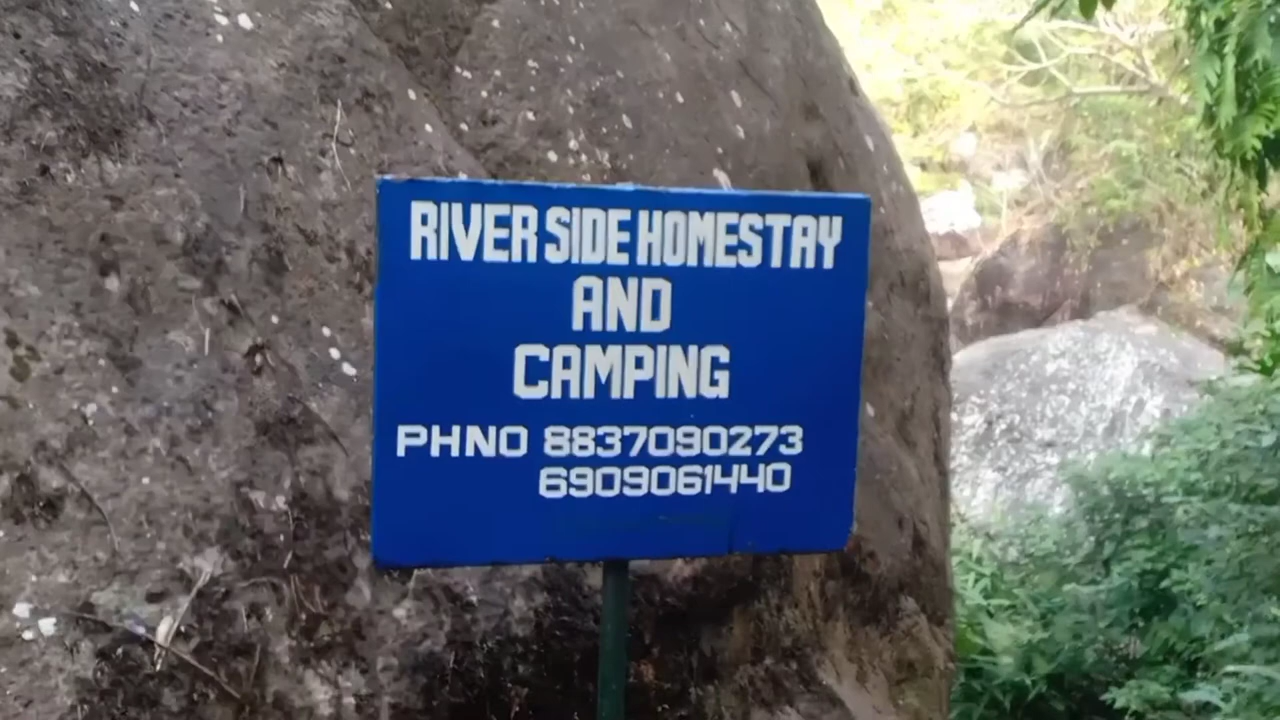 RIVER SIDE HOMESTAY
AND
CAMPING
PHNO 8837090273
6909061440